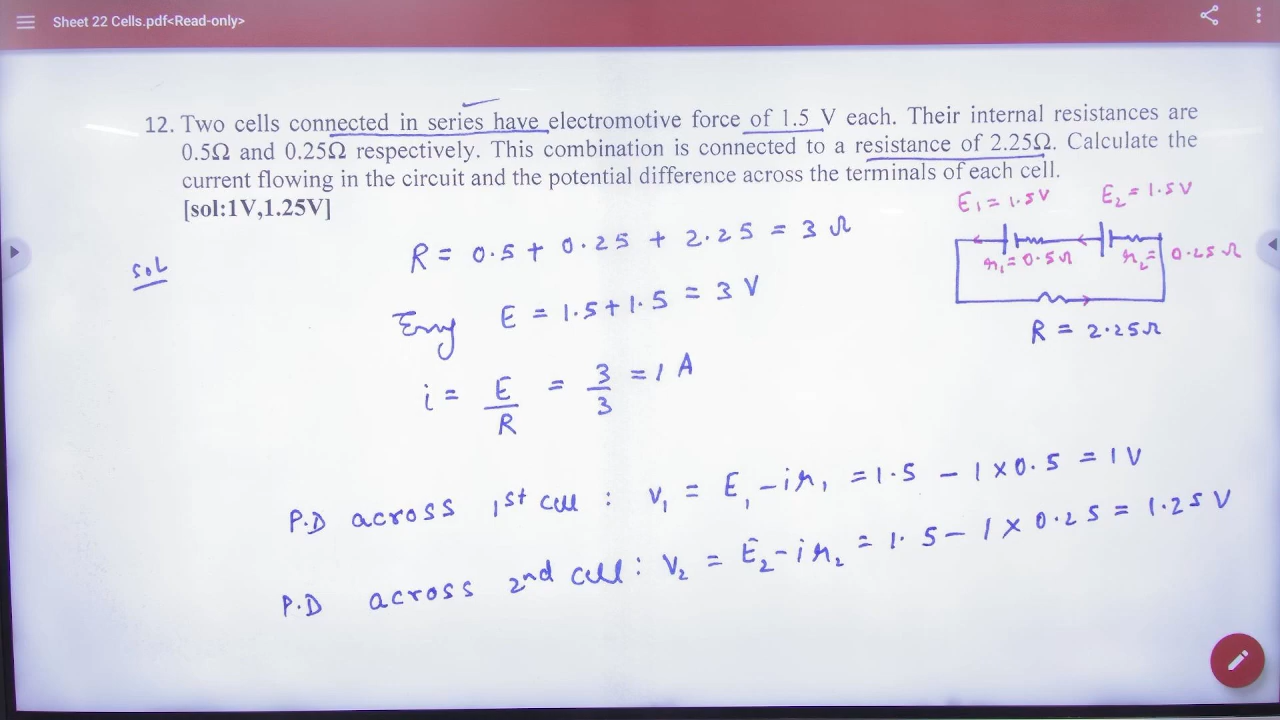 Sheet 22 Cells.pdf<Read-only>
12. Two cells connected in series have electromotive force of 1.5 V each. Their internal resistances are
0.5Ω and 0.25Ω respectively. This combination is connected to a resistance of 2.25Ω. Calculate the
current flowing in the circuit and the potential difference across the terminals of each cell.
[sol:1V,1.25V]
E₁ = 1.5V E₂ = 1.5V
r₁= 0.5Ω r₂= 0.25Ω
R = 2.25Ω
Sol
R = 0.5 + 0.25 + 2.25 = 3 Ω
E = 1.5+1.5 = 3 V
i = E/R = 3/3 = 1 A
P.D across 1st cell : V₁ = E₁ -ir₁ = 1.5 - 1×0.5 = 1V
P.D across 2nd cell : V₂ = E₂-ir₂ = 1.5- 1×0.25 = 1.25 V